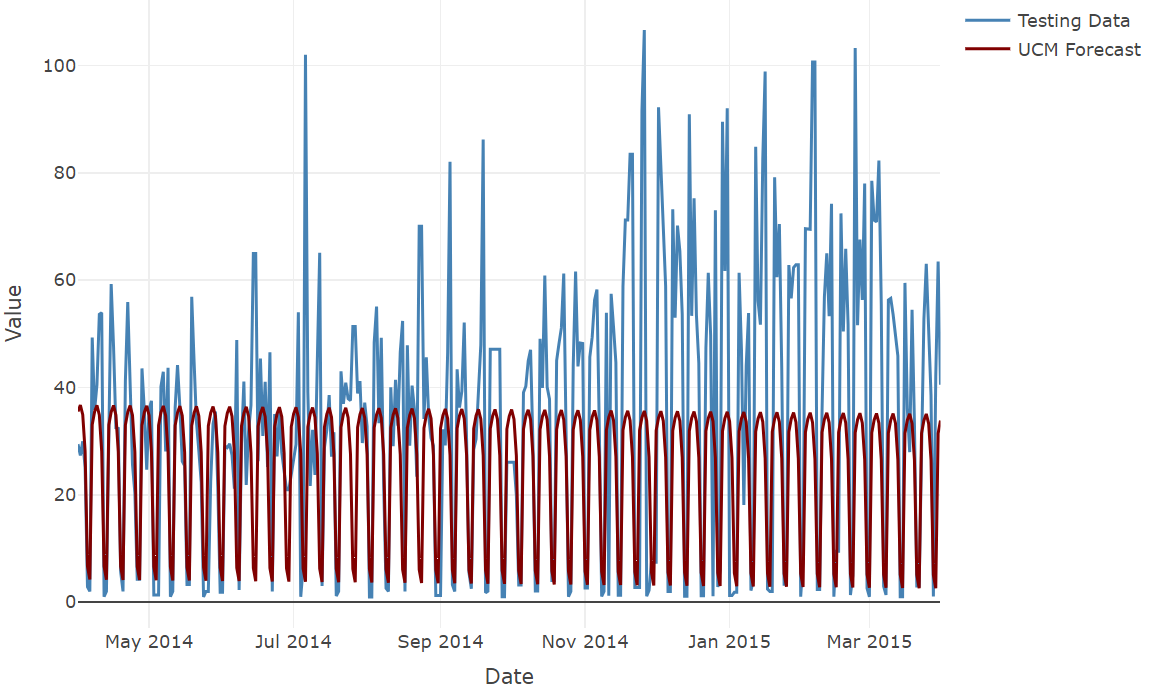 Testing Data
UCM Forecast
100
80
60
40
20
0
Value
May 2014
Jul 2014
Sep 2014
Nov 2014
Jan 2015
Mar 2015
Date